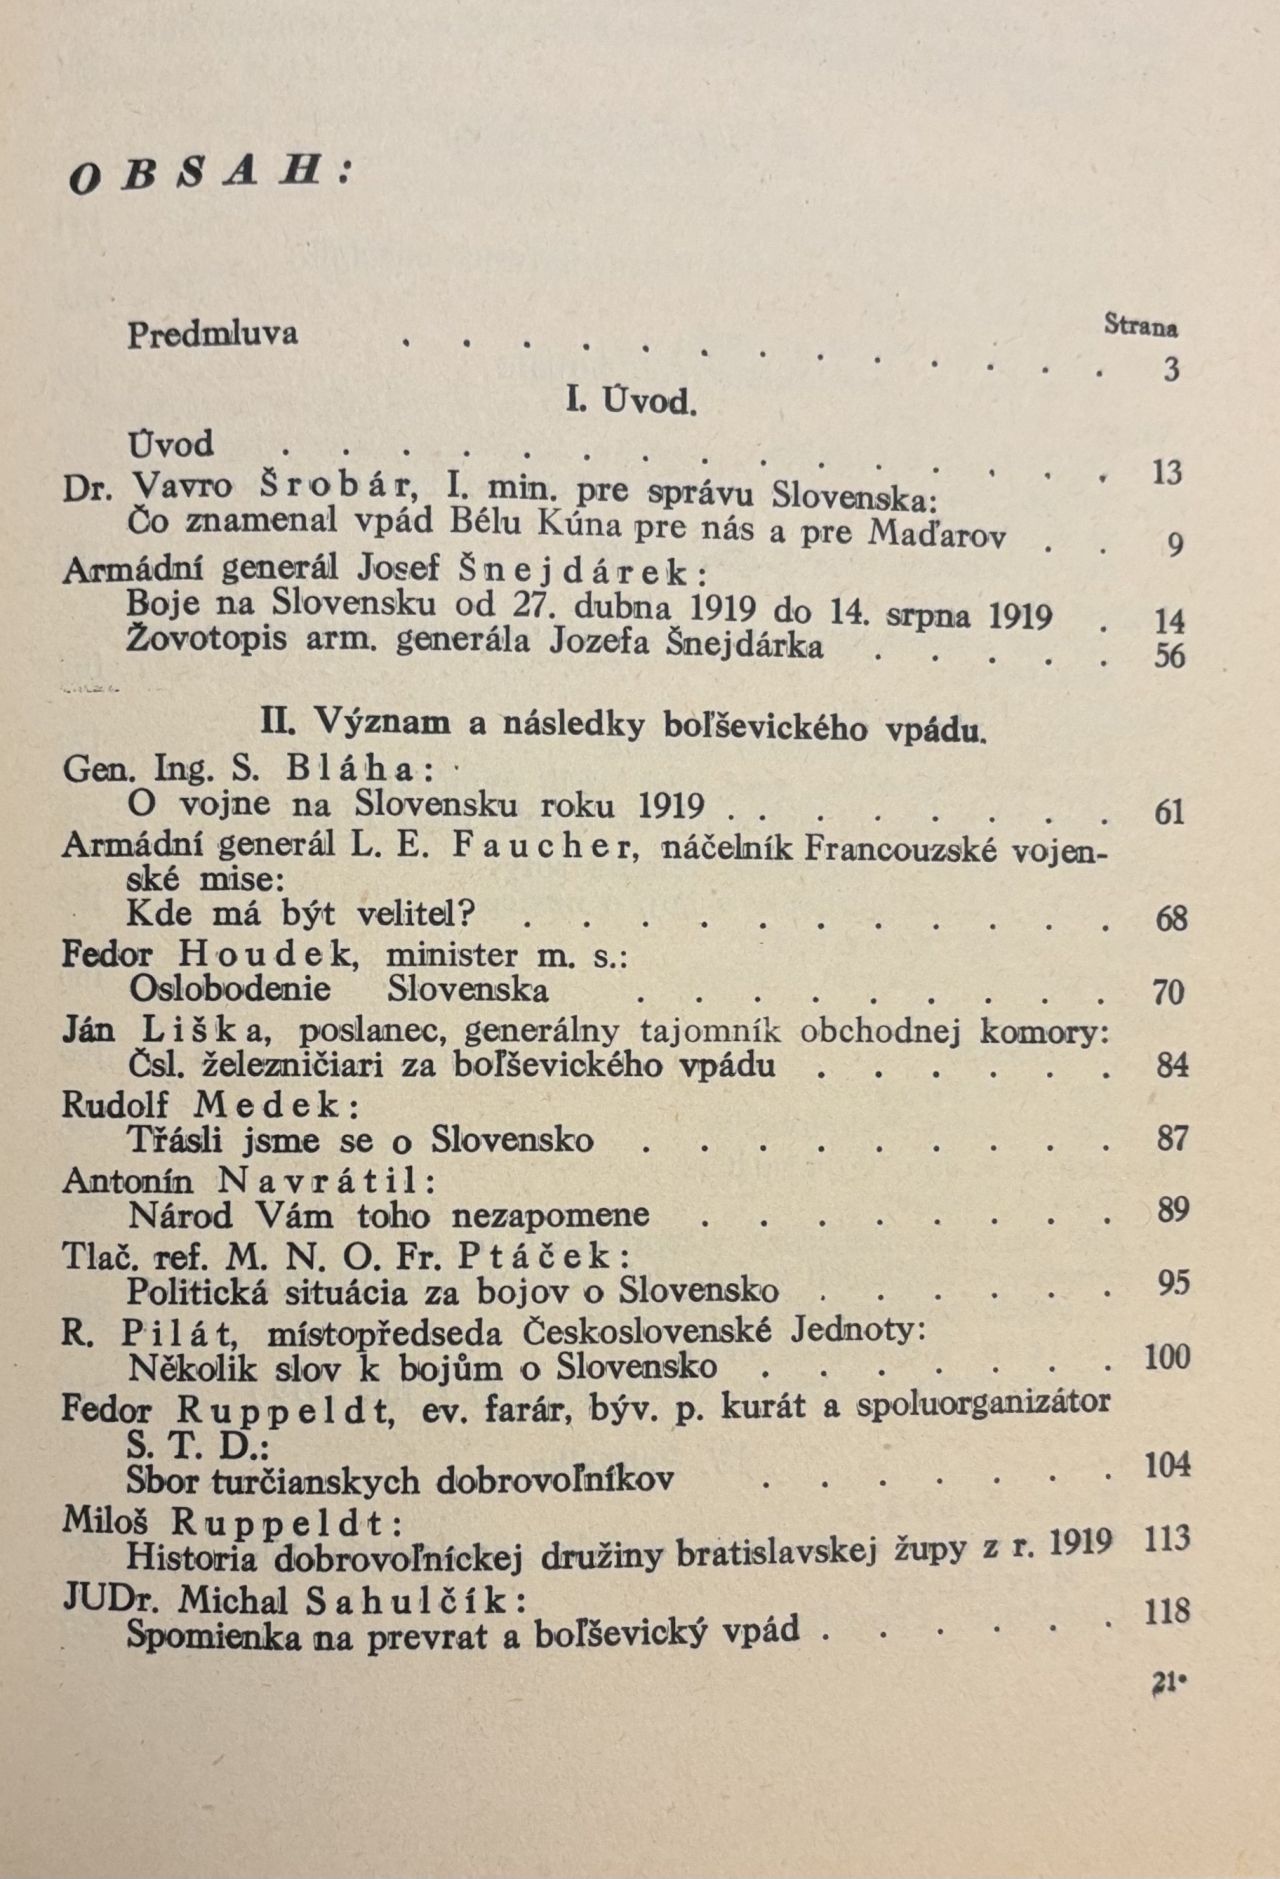 OBSAH:
Strana
Predmluva . . . . . . . . . . . . . 3
I. Úvod.
Úvod . . . . . . . . . . . . . . . 13
Dr. Vavro Šrobár, I. min. pre správu Slovenska:
Čo znamenal vpád Bélu Kúna pre nás a pre Maďarov . . 9
Armádní generál Josef Šnejdárek:
Boje na Slovensku od 27. dubna 1919 do 14. srpna 1919 . 14
Žovotopis arm. generála Jozefa Šnejdárka . . . . . 56
II. Význam a následky boľševického vpádu.
Gen. Ing. S. Bláha:
O vojne na Slovensku roku 1919 . . . . . . . . 61
Armádní generál L. E. Faucher, náčelník Francouzské vojen-
ské mise:
Kde má být velitel? . . . . . . . . . . . 68
Fedor Houdek, minister m. s.:
Oslobodenie Slovenska . . . . . . . . . 70
Ján Liška, poslanec, generálny tajomník obchodnej komory:
Čsl. železničiari za boľševického vpádu . . . . . . 84
Rudolf Medek:
Třásli jsme se o Slovensko . . . . . . . . . 87
Antonín Navrátil:
Národ Vám toho nezapomene . . . . . . . . 89
Tlač. ref. M. N. O. Fr. Ptáček:
Politická situácia za bojov o Slovensko . . . . . . 95
R. Pilát, místopředseda Československé Jednoty:
Několik slov k bojům o Slovensko . . . . . . . 100
Fedor Ruppeldt, ev. farár, býv. p. kurát a spoluorganizátor
S. T. D.:
Sbor turčianskych dobrovoľníkov . . . . . . . 104
Miloš Ruppeldt:
Historia dobrovoľníckej družiny bratislavskej župy z r. 1919 113
JUDr. Michal Sahulčík:
Spomienka na prevrat a boľševický vpád . . . . . . 118
21*